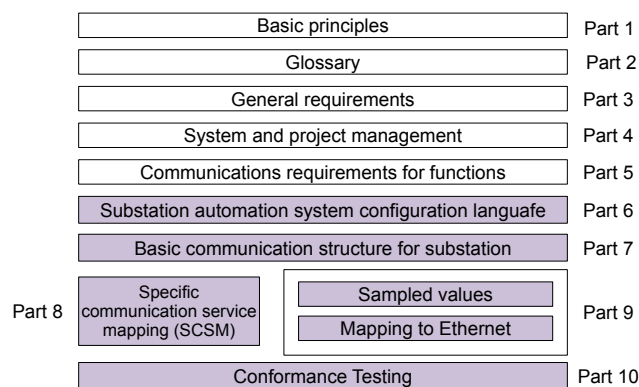 Basic principles Part 1
Glossary Part 2
General requirements Part 3
System and project management Part 4
Communications requirements for functions Part 5
Substation automation system configuration languafe Part 6
Basic communication structure for substation Part 7
Part 8
Specific
communication service
mapping (SCSM)
Sampled values
Mapping to Ethernet
Part 9
Conformance Testing Part 10